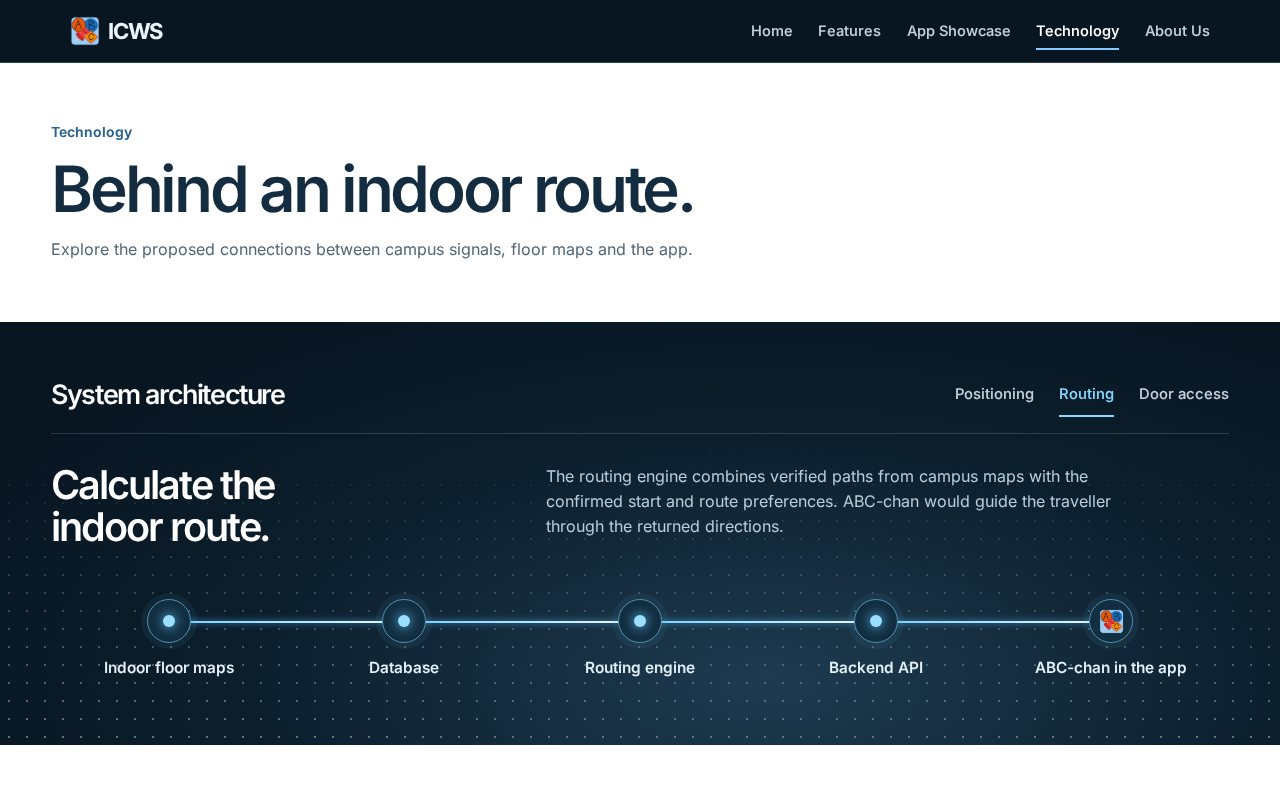 ICWS
Home
Features
App Showcase
Technology
About Us
Technology
Behind an indoor route.
Explore the proposed connections between campus signals, floor maps and the app.
System architecture
Positioning
Routing
Door access
Calculate the
indoor route.
The routing engine combines verified paths from campus maps with the
confirmed start and route preferences. ABC-chan would guide the traveller
through the returned directions.
Indoor floor maps
Database
Routing engine
Backend API
ABC-chan in the app